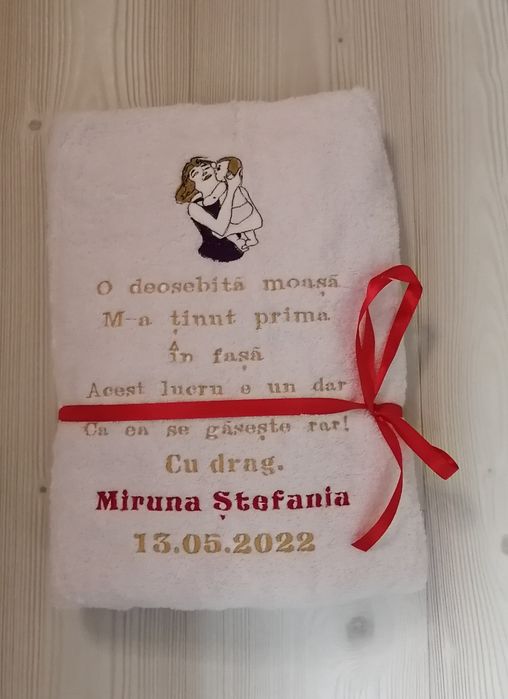 O deosebită moașă
M-a ținut prima
În fașă
Acest lucru e un dar
Ca ea se găsește rar!
Cu drag.
Miruna Ștefania
13.05.2022